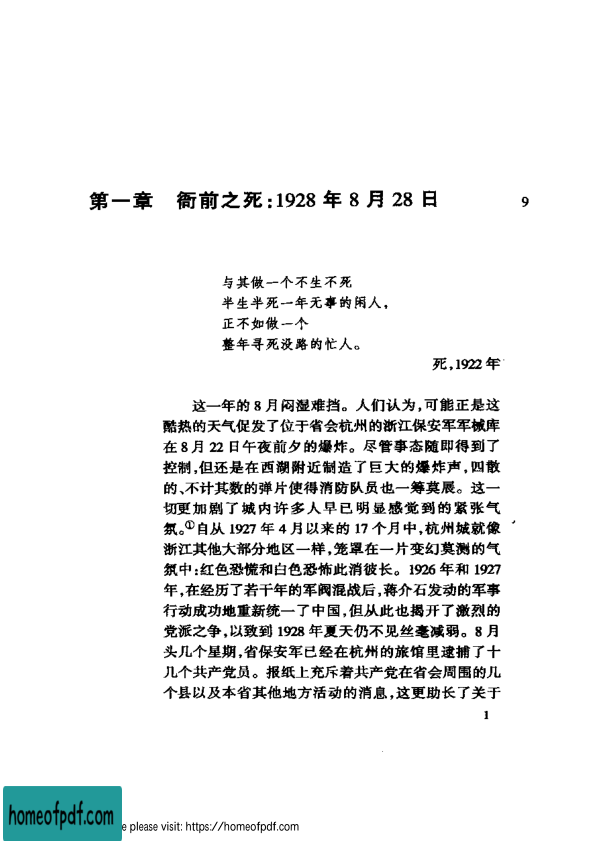 第一章 衙前之死:1928 年 8 月 28 日 9
与其做一个不生不死
半生半死一年无事的闲人,
正不如做一个
整年寻死没路的忙人。
死,1922 年
这一年的 8 月闷湿难挡。人们认为,可能正是这
酷热的天气促发了位于省会杭州的浙江保安军军械库
在 8 月 22 日午夜前夕的爆炸。尽管事态随即得到了
控制,但还是在西湖附近制造了巨大的爆炸声,四散
的、不计其数的弹片使得消防队员也一筹莫展。这一
切更加剧了城内许多人早已明显感觉到的紧张气
氛。①自从 1927 年 4 月以来的 17 个月中,杭州城就像
浙江其他大部分地区一样,笼罩在一片变幻莫测的气
氛中:红色恐慌和白色恐怖此消彼长。1926 年和 1927
年,在经历了若干年的军阀混战后,蒋介石发动的军事
行动成功地重新统一了中国,但从此也揭开了激烈的
党派之争,以致到 1928 年夏天仍不见丝毫减弱。8 月
头几个星期,省保安军已经在杭州的旅馆里逮捕了十
几个共产党员。报纸上充斥着共产党在省会周围的几
个县以及本省其他地方活动的消息,这更助长了关于
1
homeofpdf.com
e please visit: https://homeofpdf.com